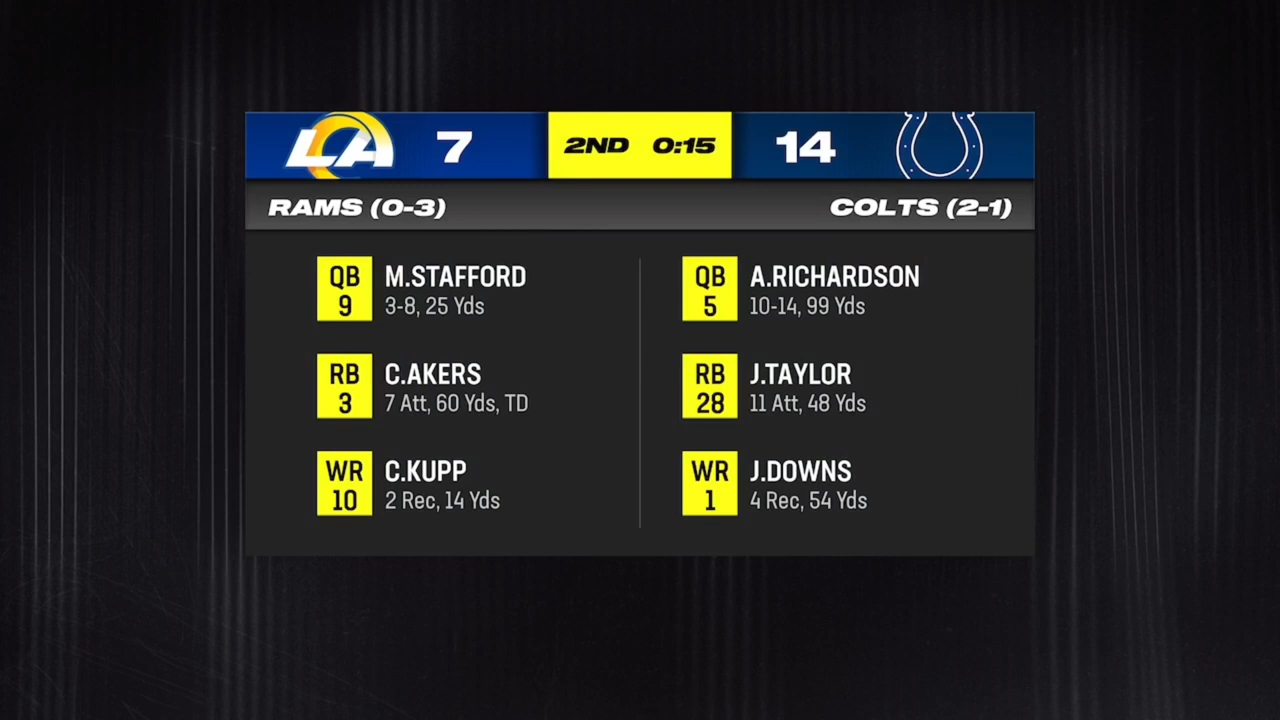 LA 7 2ND 0:15 14
RAMS (0-3) COLTS (2-1)
QB 9 M.STAFFORD
3-8, 25 Yds
RB 3 C.AKERS
7 Att, 60 Yds, TD
WR 10 C.KUPP
2 Rec, 14 Yds
QB 5 A.RICHARDSON
10-14, 99 Yds
RB 28 J.TAYLOR
11 Att, 48 Yds
WR 1 J.DOWNS
4 Rec, 54 Yds